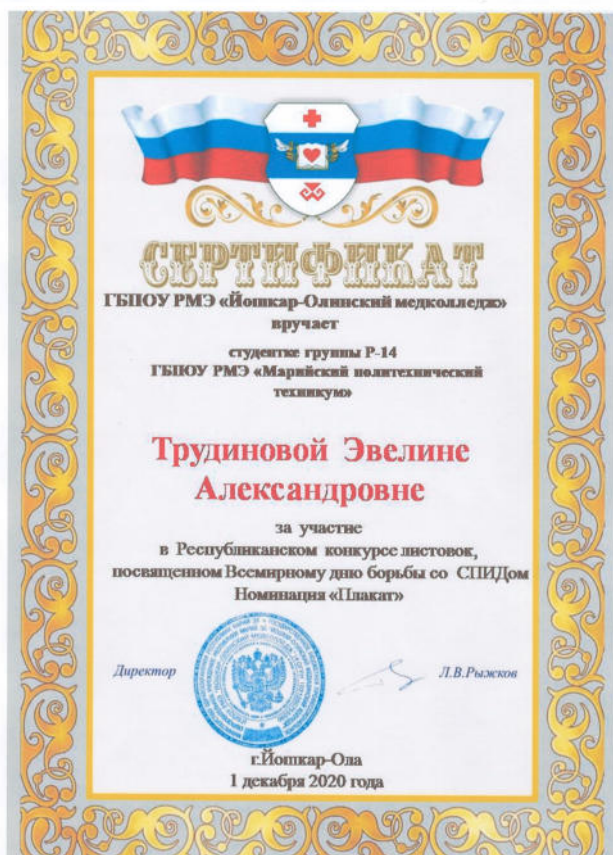 СЕРТИФИКАТ
ГБПОУ РМЭ «Йошкар-Олинский медколледж»
вручает
студентке группы Р-14
ГБПОУ РМЭ «Марийский политехнический
техникум»
Трудиновой Эвелине
Александровне
за участие
в Республиканском конкурсе листовок,
посвященном Всемирному дню борьбы со СПИДом
Номинация «Плакат»
Директор
Л.В.Рыжков
г.Йошкар-Ола
1 декабря 2020 года